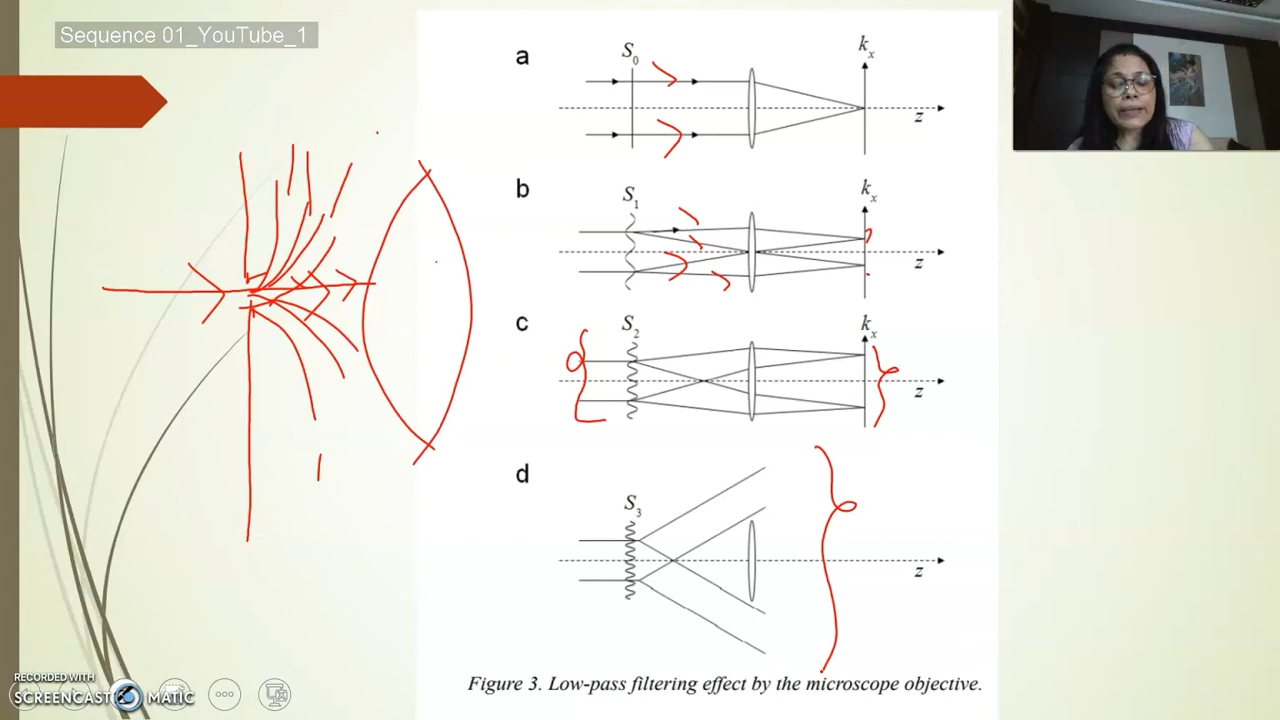 Sequence 01_YouTube_1
a
S0
kx
z
b
S1
kx
z
c
S2
kx
z
d
S3
z
Figure 3. Low-pass filtering effect by the microscope objective.
RECORDED WITH
SCREENCAST MATIC